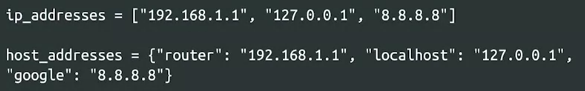 ip_addresses = ["192.168.1.1", "127.0.0.1", "8.8.8.8"]
host_addresses = {"router": "192.168.1.1", "localhost": "127.0.0.1",
"google": "8.8.8.8"}